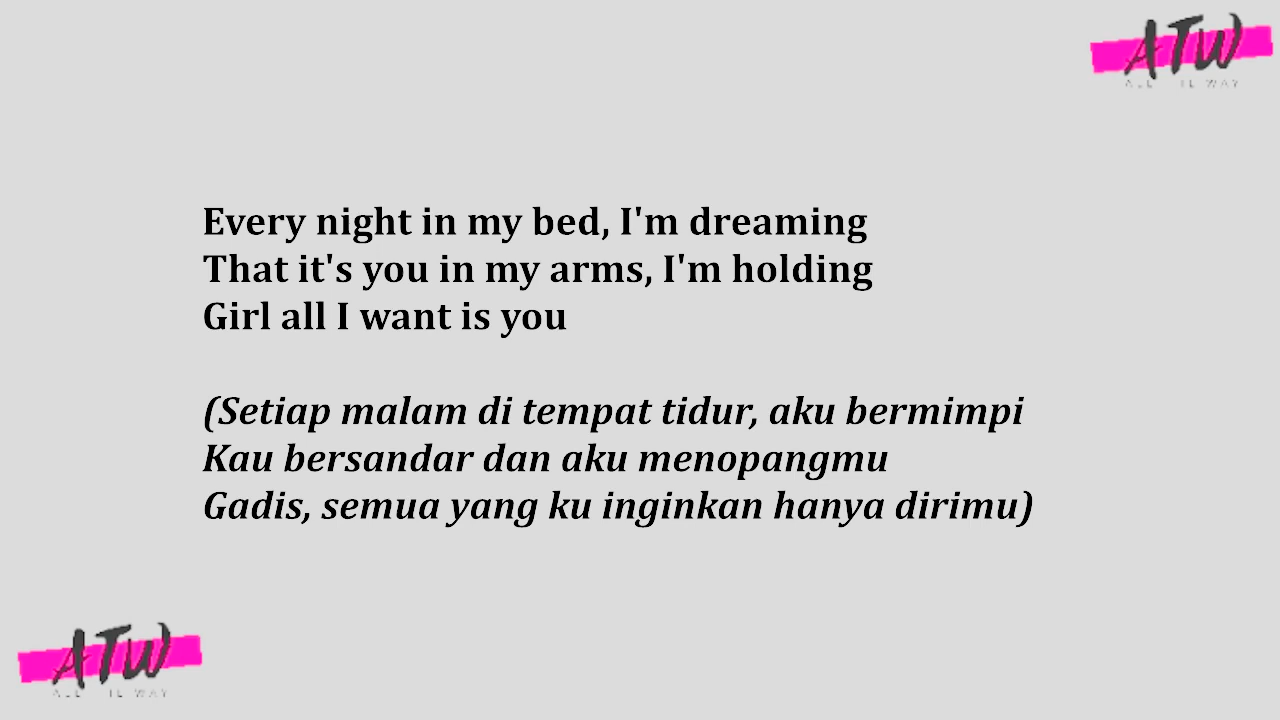 ATW
Every night in my bed, I'm dreaming
That it's you in my arms, I'm holding
Girl all I want is you
(Setiap malam di tempat tidur, aku bermimpi
Kau bersandar dan aku menopangmu
Gadis, semua yang ku inginkan hanya dirimu)
ATW